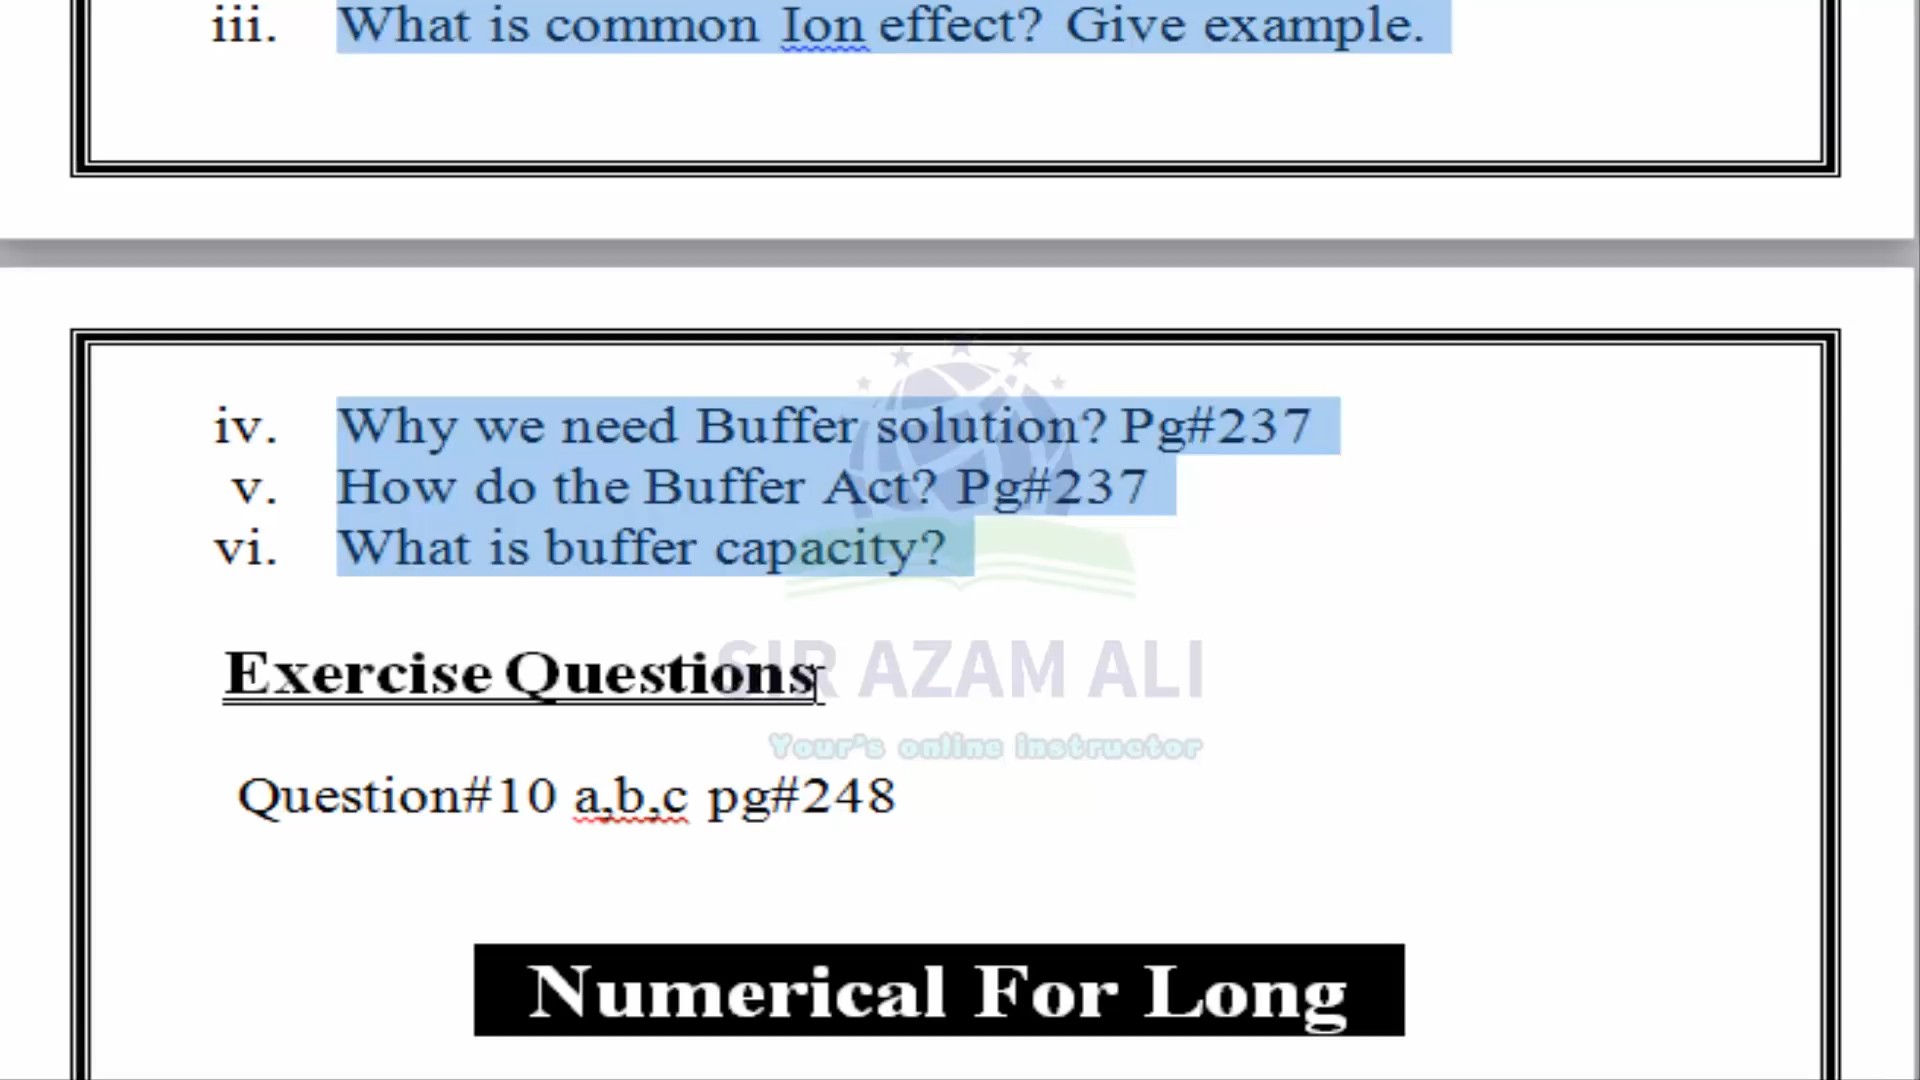 iii. What is common Ion effect? Give example.
iv. Why we need Buffer solution? Pg#237
v. How do the Buffer Act? Pg#237
vi. What is buffer capacity?
Exercise Questions
SIR AZAM ALI
Your's online instructor
Question#10 a,b,c pg#248
Numerical For Long